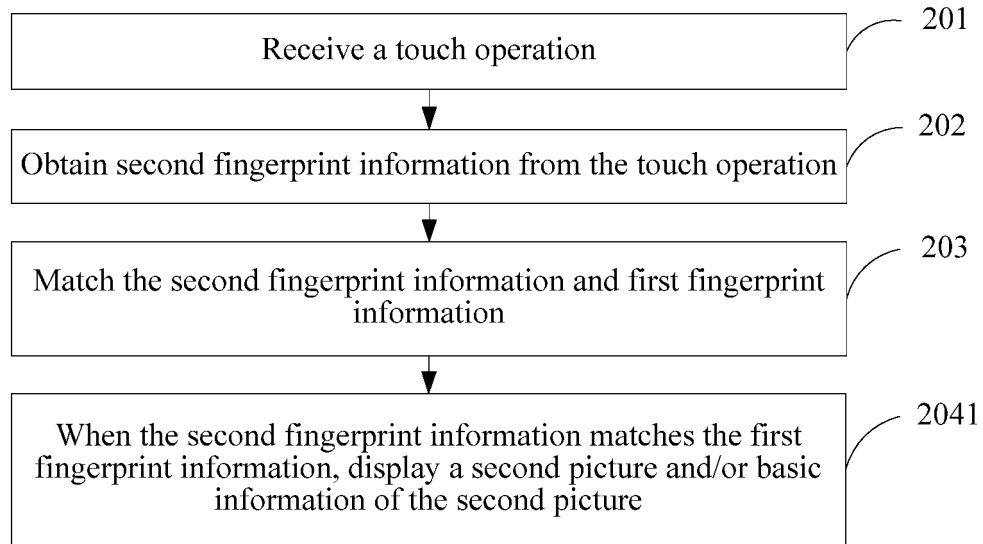 Receive a touch operation
201
Obtain second fingerprint information from the touch operation
202
Match the second fingerprint information and first fingerprint
information
203
When the second fingerprint information matches the first
fingerprint information, display a second picture and/or basic
information of the second picture
2041